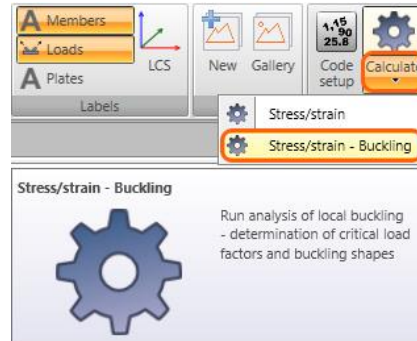 A Members
Loads
A Plates
LCS
Labels
New
Gallery
1,15
90
25.8
Code
setup
Calculate
Stress/strain
Stress/strain - Buckling
Stress/strain - Buckling
Run analysis of local buckling
- determination of critical load
factors and buckling shapes